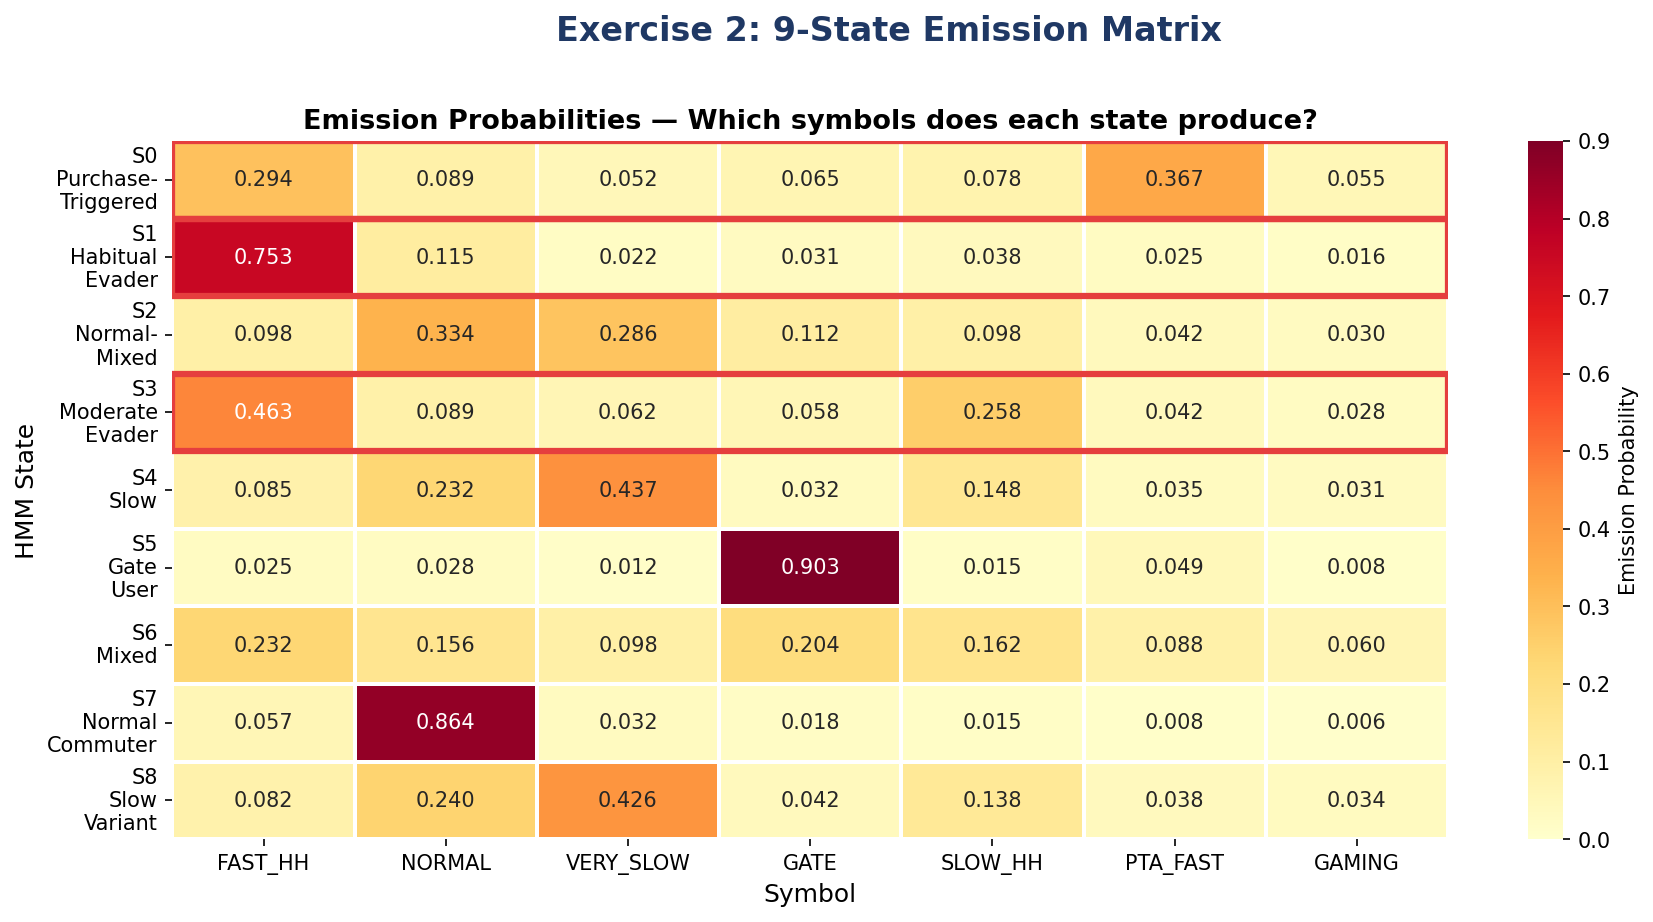 Exercise 2: 9-State Emission Matrix
Emission Probabilities — Which symbols does each state produce?
HMM State
S0
Purchase-
Triggered
0.294 0.089 0.052 0.065 0.078 0.367 0.055
S1
Habitual
Evader
0.753 0.115 0.022 0.031 0.038 0.025 0.016
S2
Normal-
Mixed
0.098 0.334 0.286 0.112 0.098 0.042 0.030
S3
Moderate
Evader
0.463 0.089 0.062 0.058 0.258 0.042 0.028
S4
Slow
0.085 0.232 0.437 0.032 0.148 0.035 0.031
S5
Gate
User
0.025 0.028 0.012 0.903 0.015 0.049 0.008
S6
Mixed
0.232 0.156 0.098 0.204 0.162 0.088 0.060
S7
Normal
Commuter
0.057 0.864 0.032 0.018 0.015 0.008 0.006
S8
Slow
Variant
0.082 0.240 0.426 0.042 0.138 0.038 0.034
FAST_HH NORMAL VERY_SLOW GATE SLOW_HH PTA_FAST GAMING
Symbol
0.9
0.8
0.7
0.6
0.5
0.4
0.3
0.2
0.1
0.0
Emission Probability